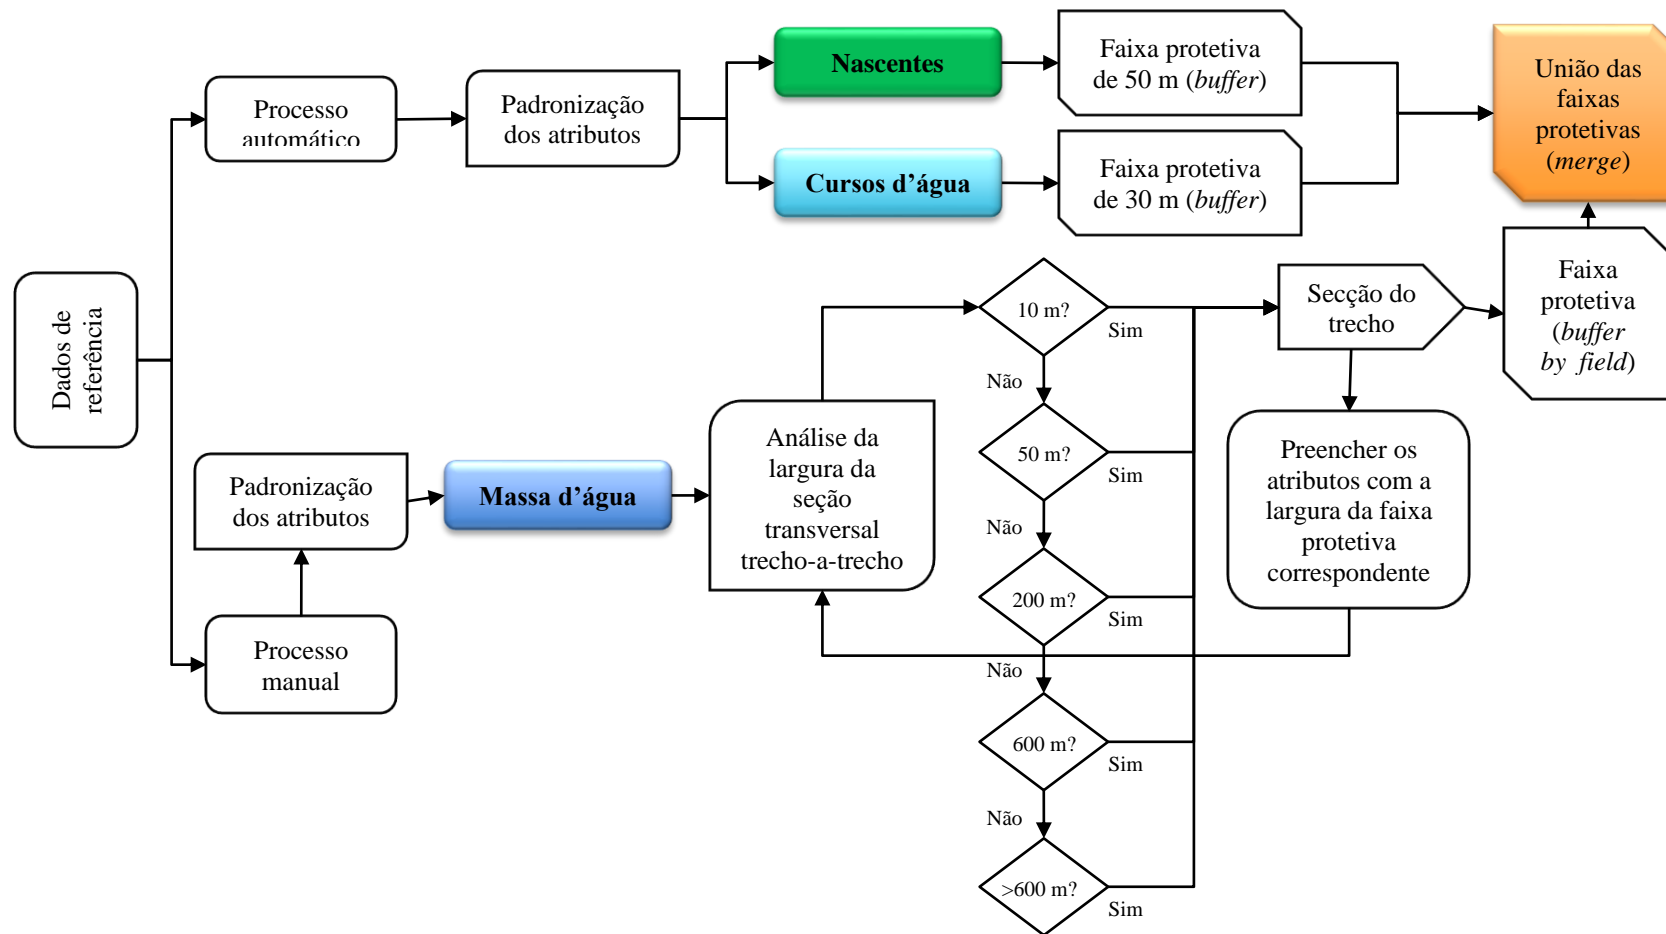 Dados de
referência
Processo
automático
Padronização
dos atributos
Nascentes
Faixa protetiva
de 50 m (buffer)
Cursos d’água
Faixa protetiva
de 30 m (buffer)
União das
faixas
protetivas
(merge)
Processo
manual
Padronização
dos atributos
Massa d’água
Análise da
largura da
seção
transversal
trecho-a-trecho
10 m?
Sim
Não
50 m?
Sim
Não
200 m?
Sim
Não
600 m?
Sim
Não
>600 m?
Sim
Secção do
trecho
Faixa
protetiva
(buffer
by field)
Preencher os
atributos com a
largura da faixa
protetiva
correspondente